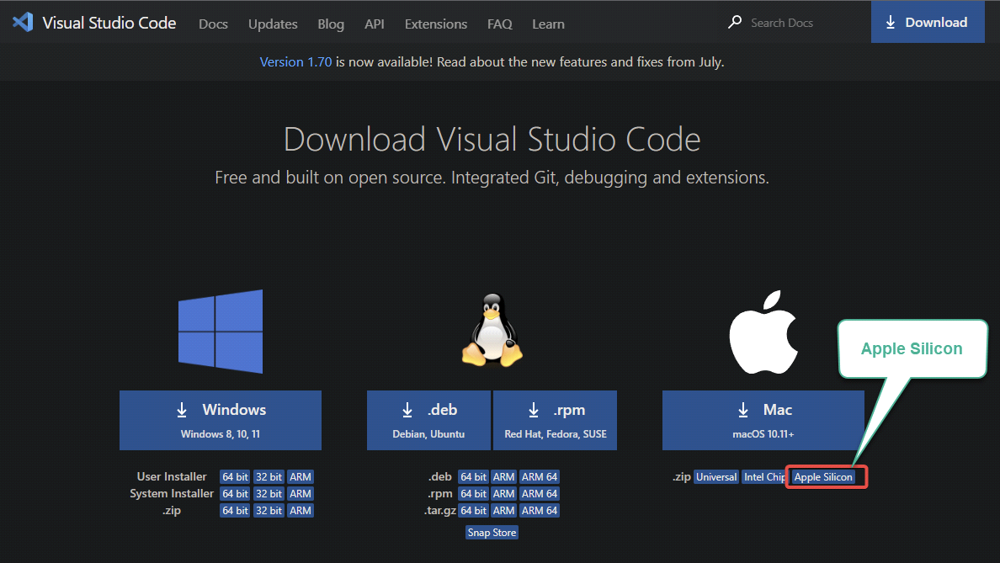 Visual Studio Code Docs Updates Blog API Extensions FAQ Learn Search Docs Download
Version 1.70 is now available! Read about the new features and fixes from July.
Download Visual Studio Code
Free and built on open source. Integrated Git, debugging and extensions.
Apple Silicon
Windows
Windows 8, 10, 11
.deb
Debian, Ubuntu
.rpm
Red Hat, Fedora, SUSE
Mac
macOS 10.11+
User Installer 64 bit 32 bit ARM
System Installer 64 bit 32 bit ARM
.zip 64 bit 32 bit ARM
.deb 64 bit ARM ARM 64
.rpm 64 bit ARM ARM 64
.tar.gz 64 bit ARM ARM 64
Snap Store
.zip Universal Intel Chip Apple Silicon